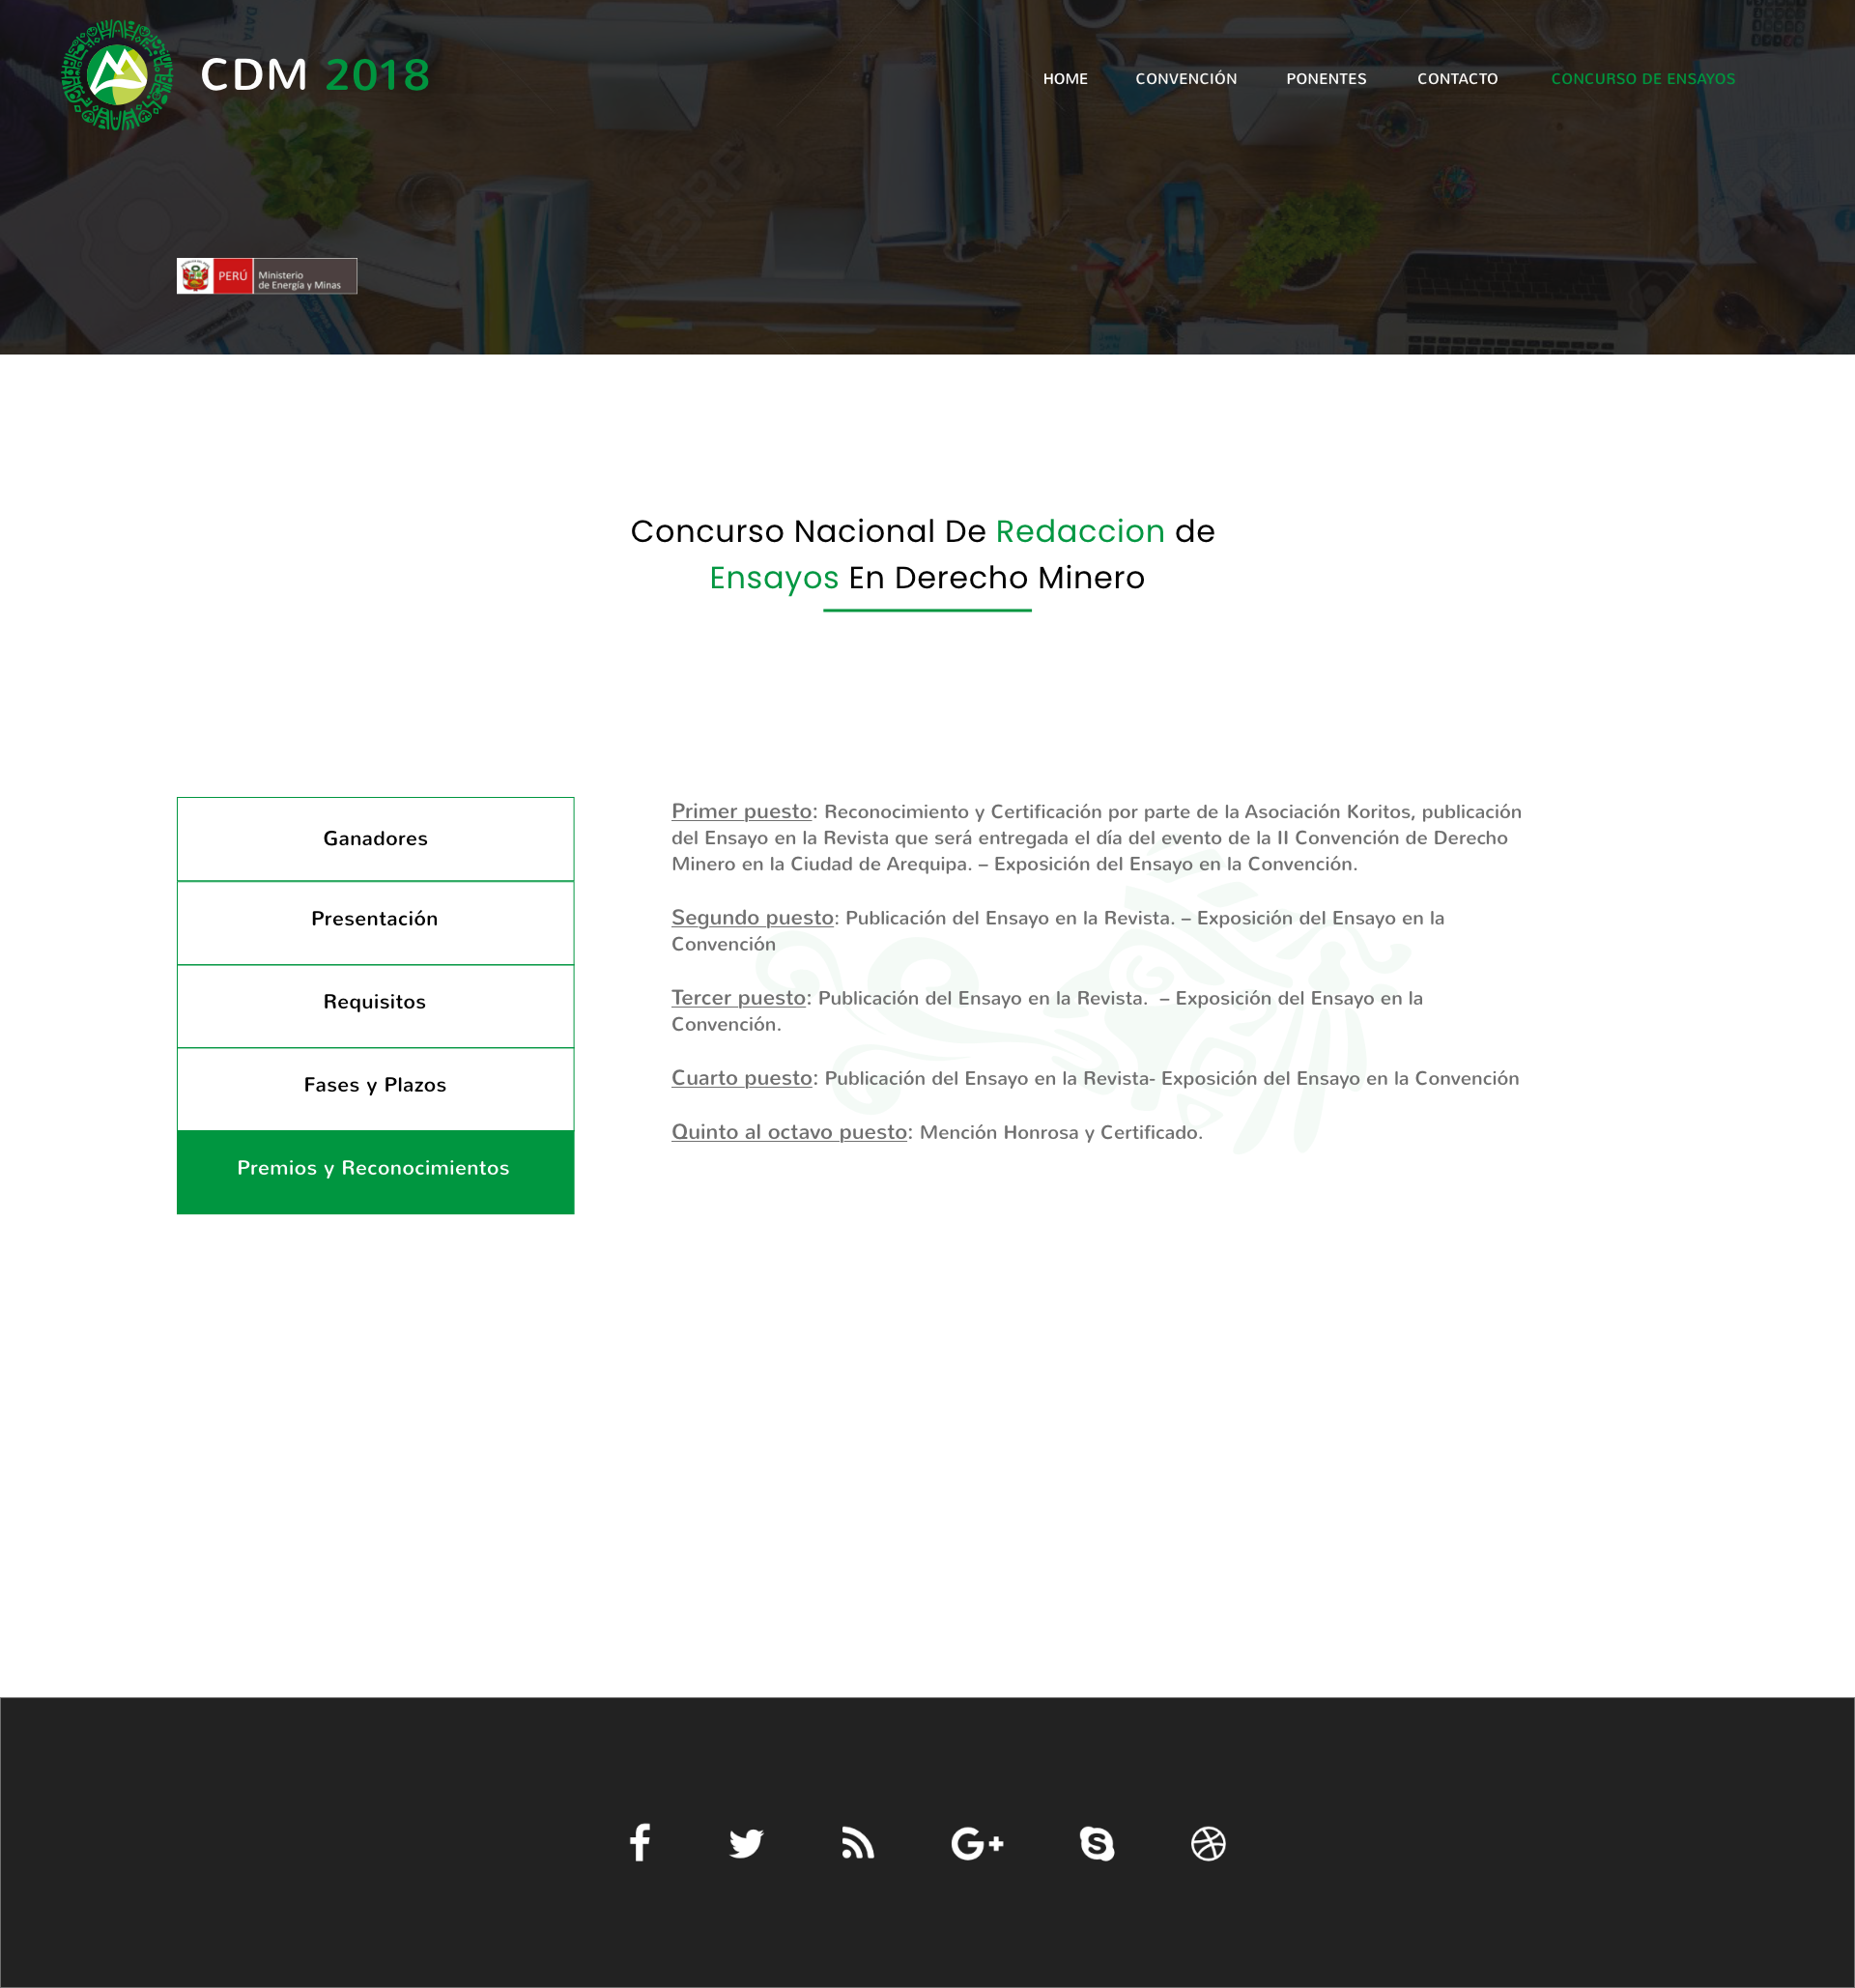 CDM 2018
HOME CONVENCIÓN PONENTES CONTACTO CONCURSO DE ENSAYOS
123RF
PERÚ
Ministerio
de Energía y Minas
Concurso Nacional De Redaccion de
Ensayos En Derecho Minero
Ganadores
Presentación
Requisitos
Fases y Plazos
Premios y Reconocimientos
Primer puesto: Reconocimiento y Certificación por parte de la Asociación Koritos, publicación
del Ensayo en la Revista que será entregada el día del evento de la II Convención de Derecho
Minero en la Ciudad de Arequipa. – Exposición del Ensayo en la Convención.
Segundo puesto: Publicación del Ensayo en la Revista. – Exposición del Ensayo en la
Convención
Tercer puesto: Publicación del Ensayo en la Revista.  – Exposición del Ensayo en la
Convención.
Cuarto puesto: Publicación del Ensayo en la Revista- Exposición del Ensayo en la Convención
Quinto al octavo puesto: Mención Honrosa y Certificado.